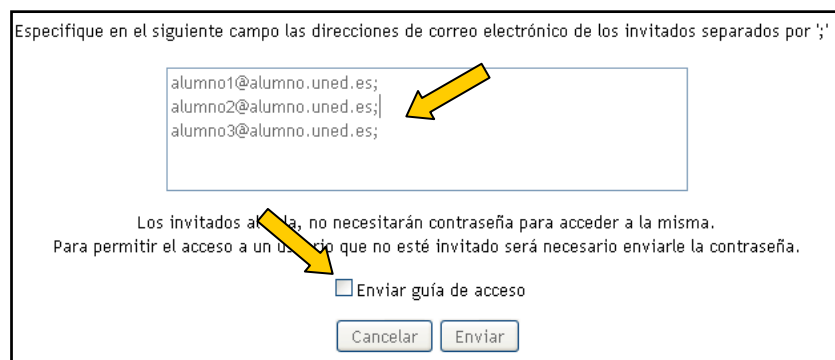 Especifique en el siguiente campo las direcciones de correo electrónico de los invitados separados por ';'
alumno1@alumno.uned.es;
alumno2@alumno.uned.es;
alumno3@alumno.uned.es;
Los invitados a la, no necesitarán contraseña para acceder a la misma.
Para permitir el acceso a un usuario que no esté invitado será necesario enviarle la contraseña.
Enviar guía de acceso
Cancelar Enviar